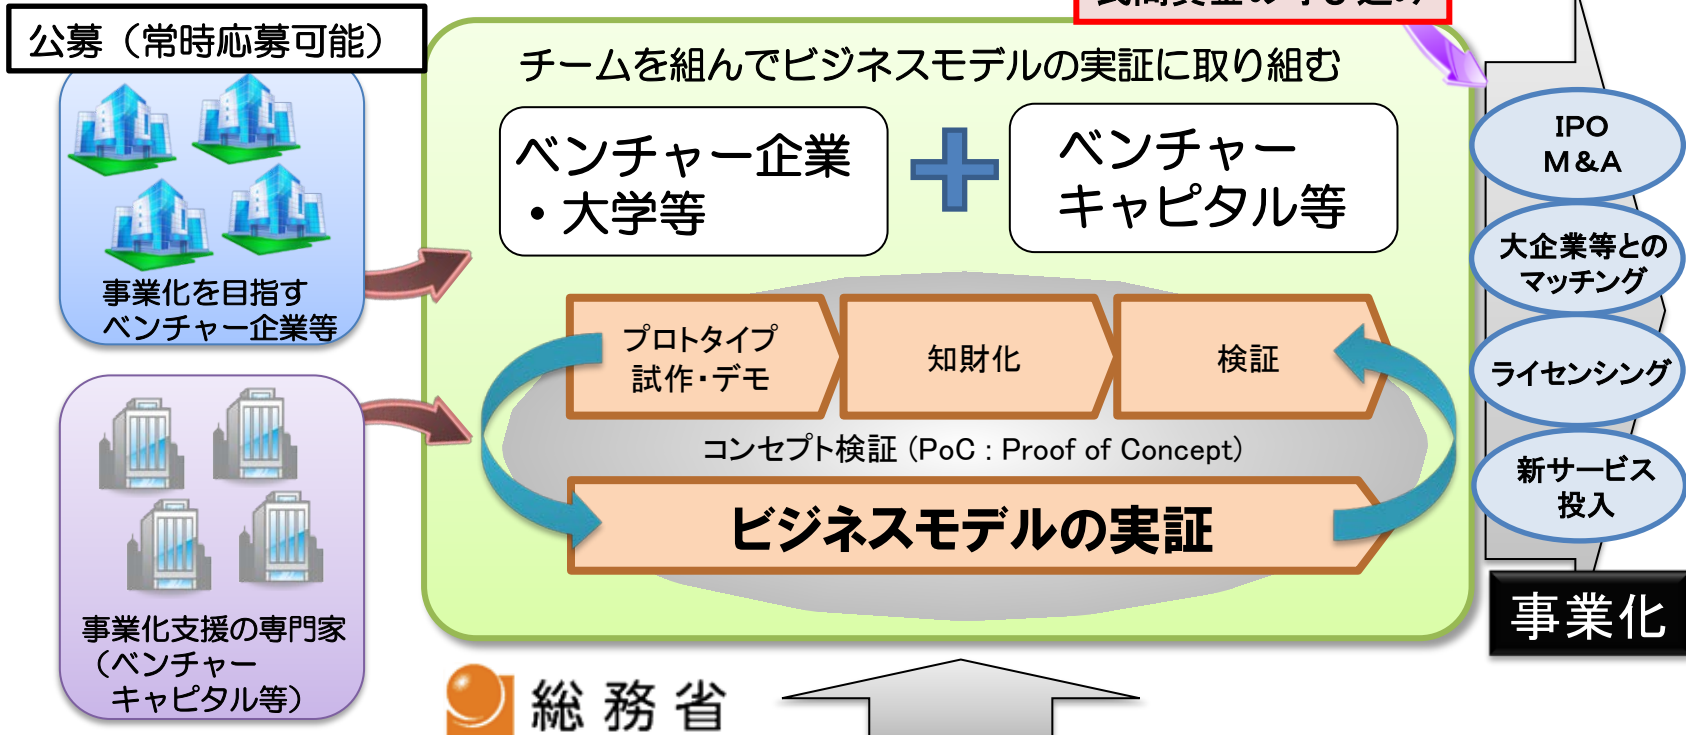 公募（常時応募可能）
チームを組んでビジネスモデルの実証に取り組む
ベンチャー企業
・大学等
ベンチャー
キャピタル等
事業化を目指す
ベンチャー企業等
プロトタイプ
試作・デモ
知財化
検証
コンセプト検証 (PoC : Proof of Concept)
ビジネスモデルの実証
事業化支援の専門家
（ベンチャー
キャピタル等）
IPO
M＆A
大企業等との
マッチング
ライセンシング
新サービス
投入
事業化
総務省